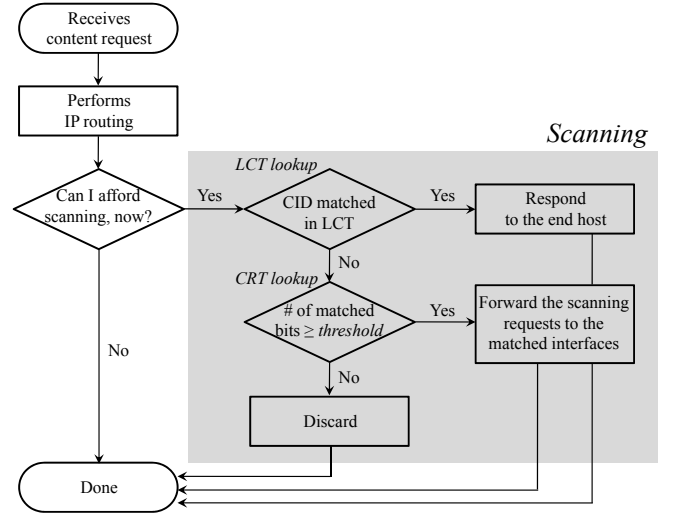 Receives
content request
Performs
IP routing
Scanning
LCT lookup
Can I afford
scanning, now?
Yes
CID matched
in LCT
Yes
Respond
to the end host
No
CRT lookup
# of matched
bits ≥ threshold
Yes
Forward the scanning
requests to the
matched interfaces
No
No
Discard
Done